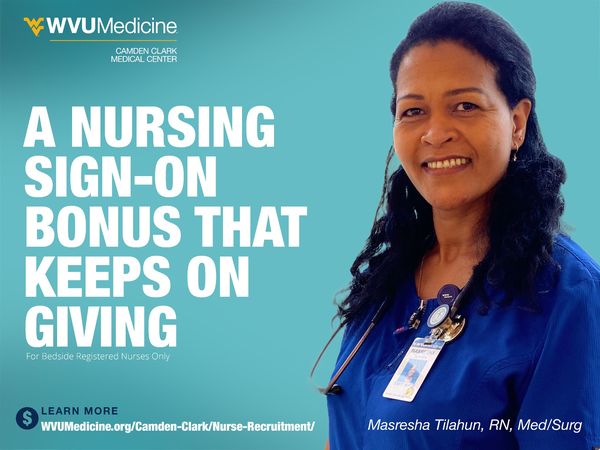 WVUMedicine
CAMDEN CLARK
MEDICAL CENTER
A NURSING
SIGN-ON
BONUS THAT
KEEPS ON
GIVING
For Bedside Registered Nurses Only
$ LEARN MORE
WVUMedicine.org/Camden-Clark/Nurse-Recruitment/
Masresha Tilahun, RN, Med/Surg